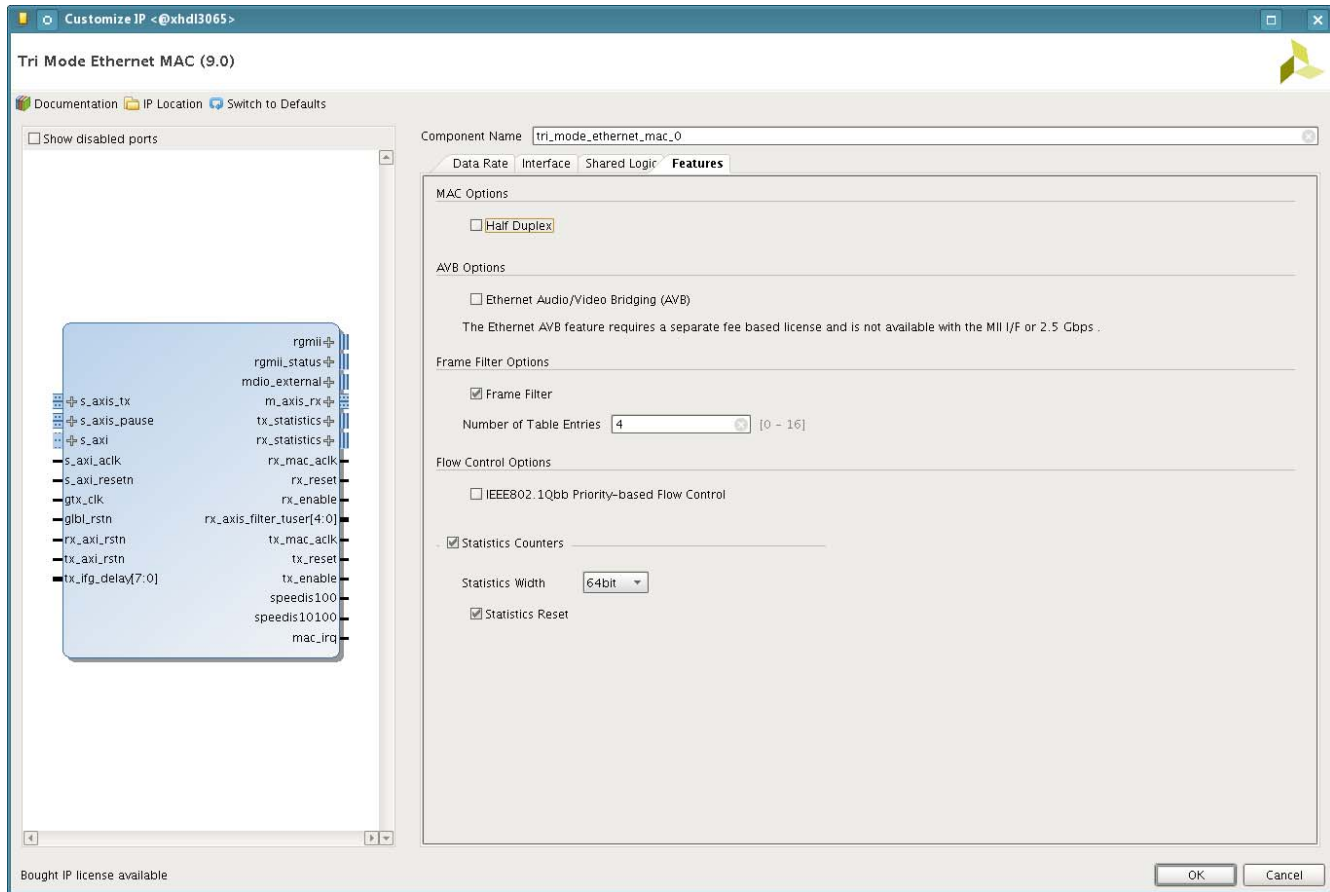 Customize IP <@xhdl3065>
Tri Mode Ethernet MAC (9.0)
Documentation IP Location Switch to Defaults
Show disabled ports
rgmii
rgmii_status
mdio_external
s_axis_tx m_axis_rx
s_axis_pause tx_statistics
s_axi rx_statistics
s_axi_aclk rx_mac_aclk
s_axi_resetn rx_reset
gtx_clk rx_enable
glbl_rstn rx_axis_filter_tuser[4:0]
rx_axi_rstn tx_mac_aclk
tx_axi_rstn tx_reset
tx_ifg_delay[7:0] tx_enable
speedis100
speedis10100
mac_irq
Component Name tri_mode_ethernet_mac_0
Data Rate Interface Shared Logic Features
MAC Options
Half Duplex
AVB Options
Ethernet Audio/Video Bridging (AVB)
The Ethernet AVB feature requires a separate fee based license and is not available with the MII I/F or 2.5 Gbps .
Frame Filter Options
Frame Filter
Number of Table Entries 4 [0 - 16]
Flow Control Options
IEEE802.1Qbb Priority-based Flow Control
Statistics Counters
Statistics Width 64bit
Statistics Reset
Bought IP license available
OK Cancel